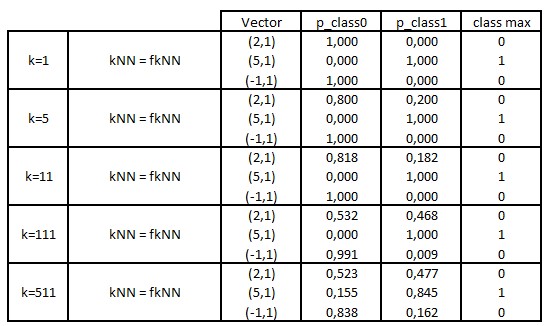 Vector p_class0 p_class1 class max
(2,1) 1,000 0,000 0
k=1 kNN = fkNN (5,1) 0,000 1,000 1
(-1,1) 1,000 0,000 0
(2,1) 0,800 0,200 0
k=5 kNN = fkNN (5,1) 0,000 1,000 1
(-1,1) 1,000 0,000 0
(2,1) 0,818 0,182 0
k=11 kNN = fkNN (5,1) 0,000 1,000 1
(-1,1) 1,000 0,000 0
(2,1) 0,532 0,468 0
k=111 kNN = fkNN (5,1) 0,000 1,000 1
(-1,1) 0,991 0,009 0
(2,1) 0,523 0,477 0
k=511 kNN = fkNN (5,1) 0,155 0,845 1
(-1,1) 0,838 0,162 0